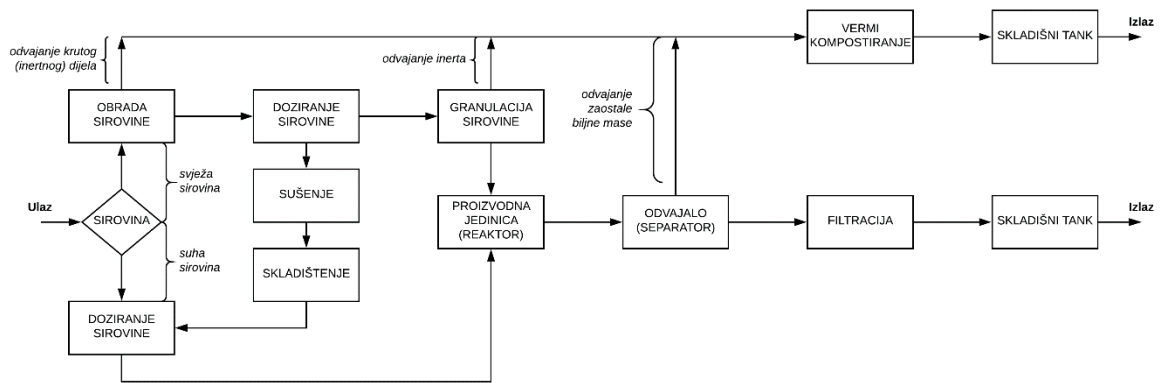 odvajanje krutog
(inertnog) dijela
odvajanje inerta
odvajanje
zaostale
biljne mase
VERMI
KOMPOSTIRANJE
SKLADIŠNI TANK
Izlaz
OBRADA
SIROVINE
DOZIRANJE
SIROVINE
GRANULACIJA
SIROVINE
svježa
sirovina
SUŠENJE
Ulaz
SIROVINA
PROIZVODNA
JEDINICA
(REAKTOR)
ODVAJALO
(SEPARATOR)
FILTRACIJA
SKLADIŠNI TANK
Izlaz
suha
sirovina
SKLADIŠTENJE
DOZIRANJE
SIROVINE